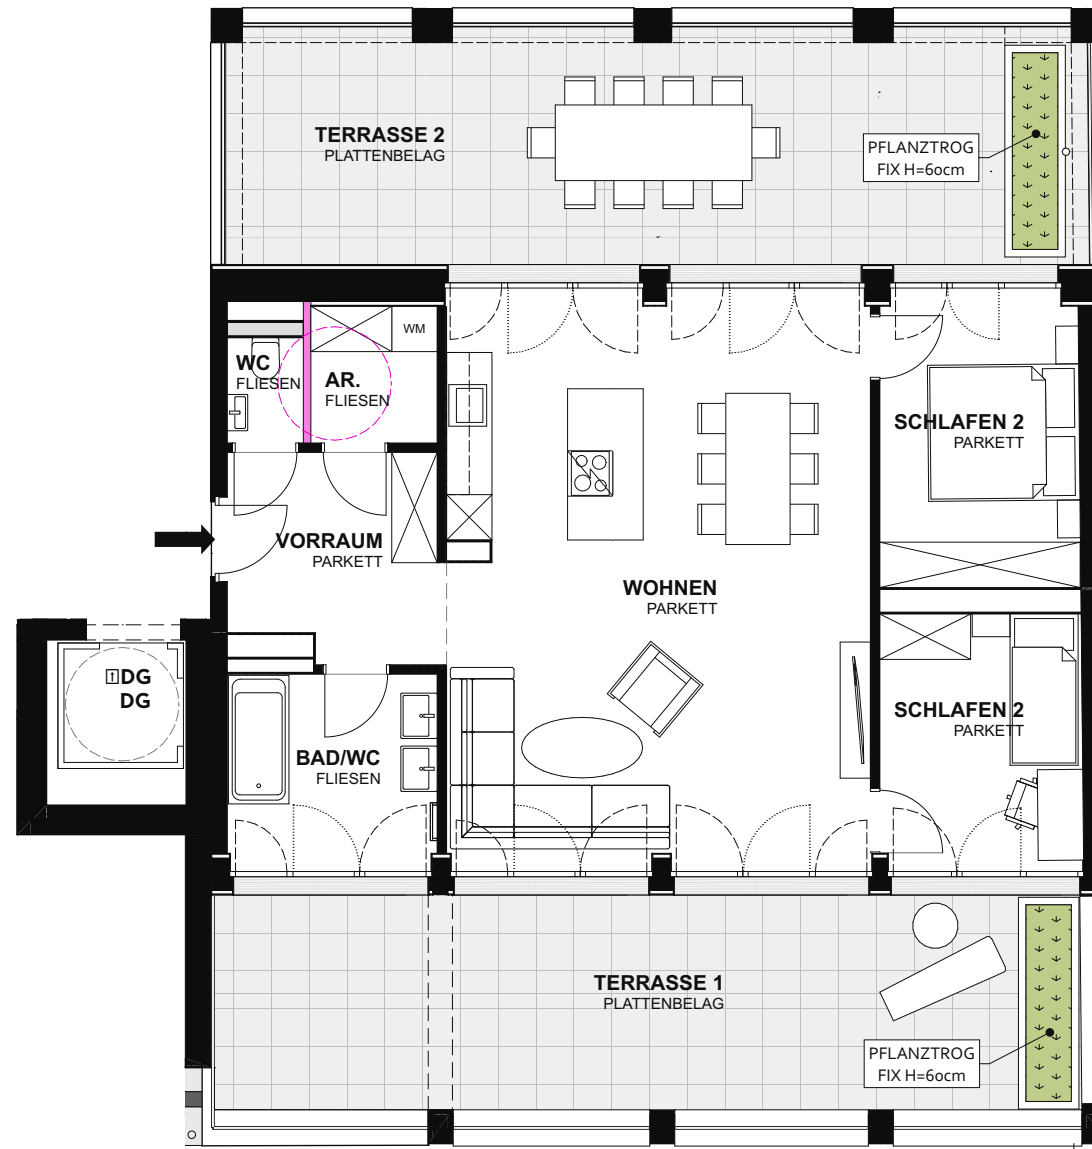 TERRASSE 2
PLATTENBELAG
PFLANZTROG
FIX H=60cm
WM
WC
FLIESEN
AR.
FLIESEN
SCHLAFEN 2
PARKETT
VORRAUM
PARKETT
WOHNEN
PARKETT
DG
DG
SCHLAFEN 2
PARKETT
BAD/WC
FLIESEN
TERRASSE 1
PLATTENBELAG
PFLANZTROG
FIX H=60cm